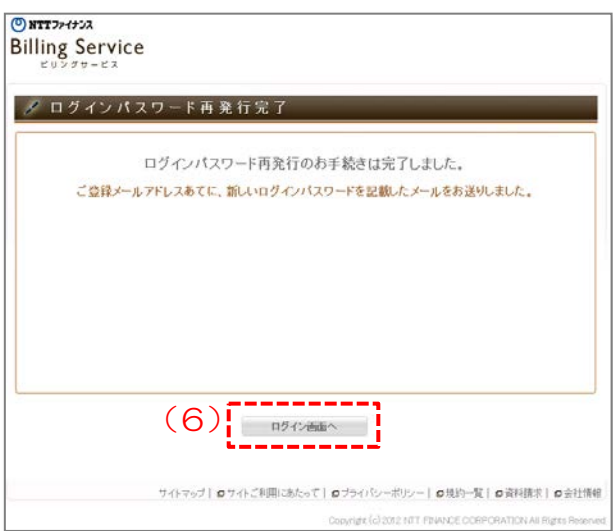 NTTファイナンス
Billing Service
ビリングサービス
ログインパスワード再発行完了
ログインパスワード再発行のお手続きは完了しました。
ご登録メールアドレスあてに、新しいログインパスワードを記載したメールをお送りしました。
(6)
ログイン画面へ
サイトマップ | サイトご利用にあたって | プライバシーポリシー | 規約一覧 | 資料請求 | 会社情報
Copyright (c) 2012 NTT FINANCE CORPORATION All Rights Reserved